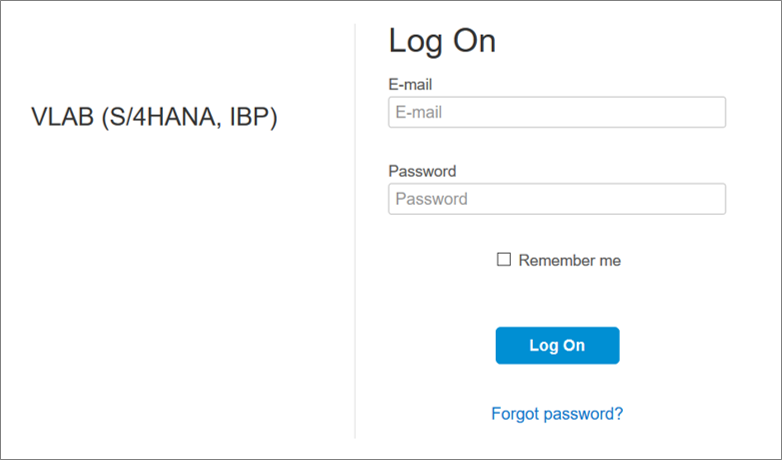 VLAB (S/4HANA, IBP)
Log On
E-mail
E-mail
Password
Password
Remember me
Log On
Forgot password?